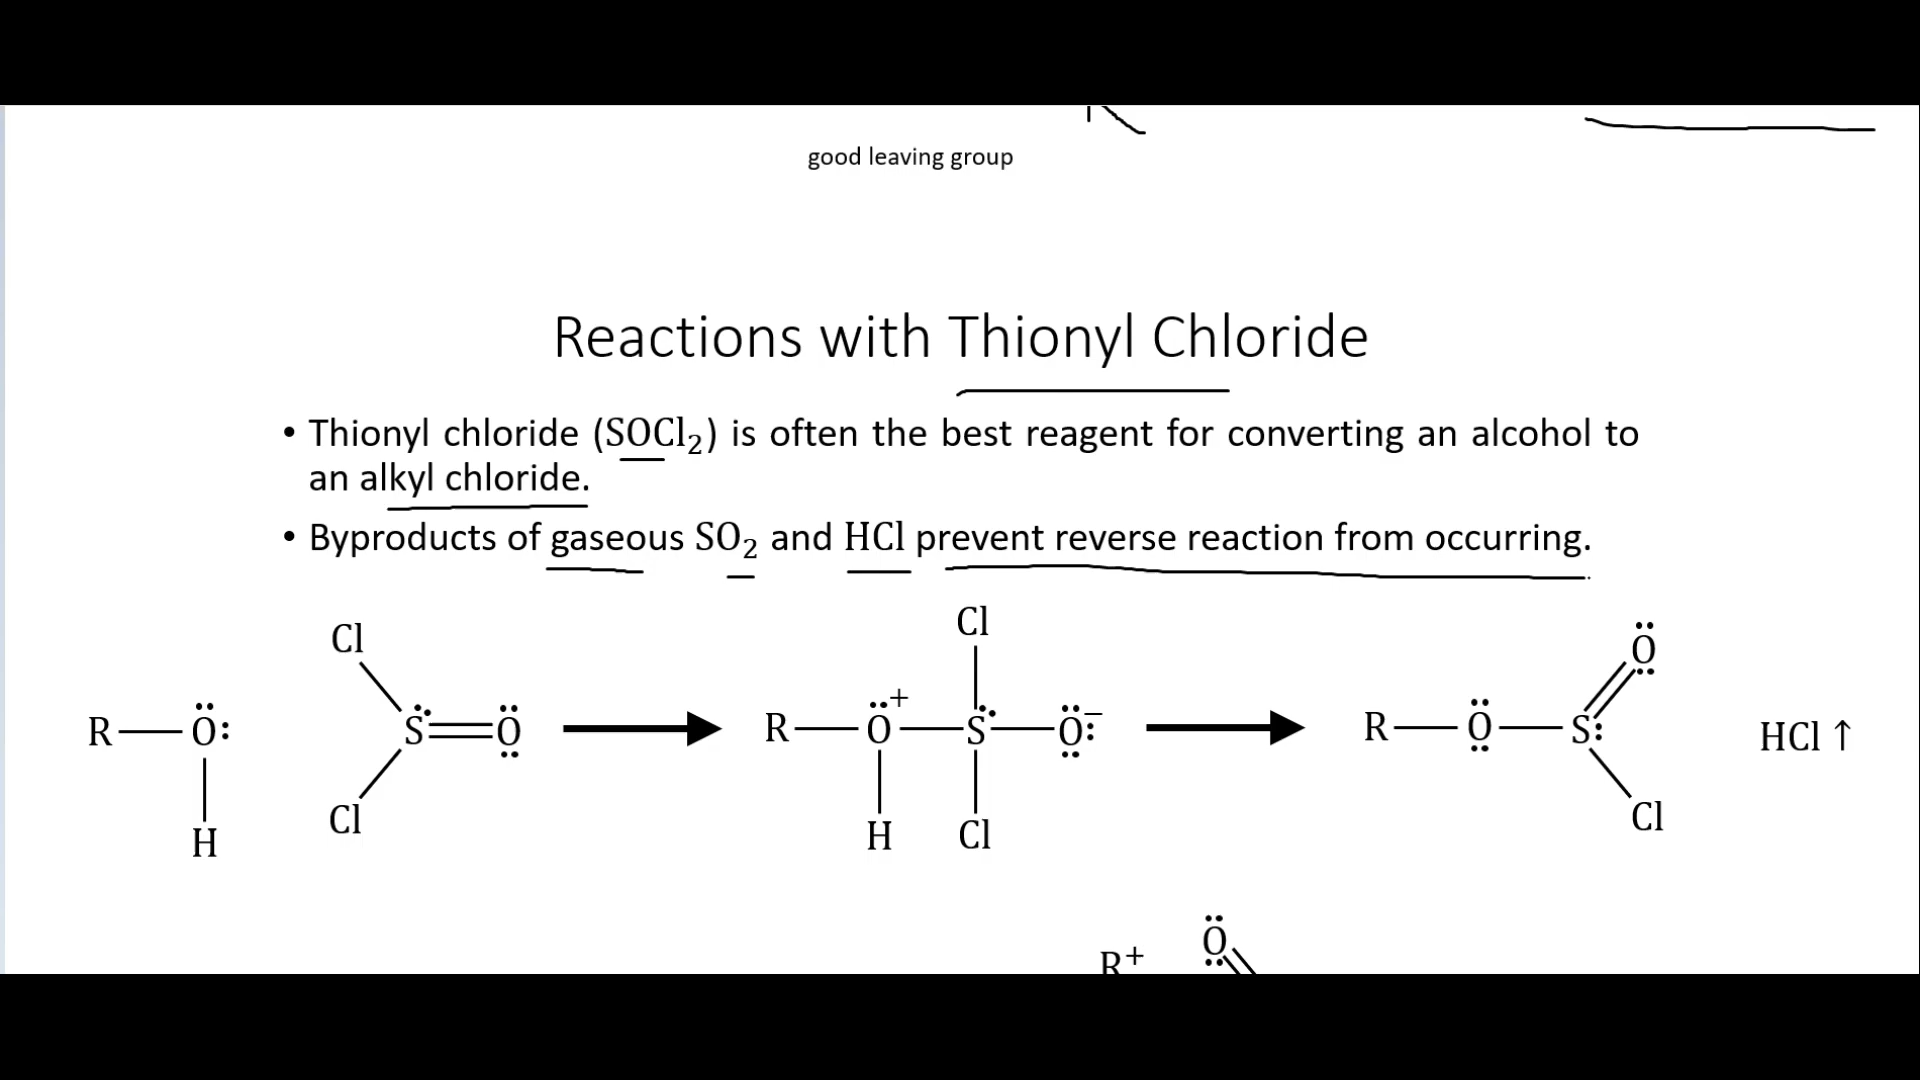 good leaving group
Reactions with Thionyl Chloride
• Thionyl chloride (SOCl₂) is often the best reagent for converting an alcohol to
an alkyl chloride.
• Byproducts of gaseous SO₂ and HCl prevent reverse reaction from occurring.
Cl
R—O: S=O
H
Cl
Cl
R—O⁺—S—O:⁻
H Cl
O
R—O—S: HCl ↑
Cl
R⁺ O